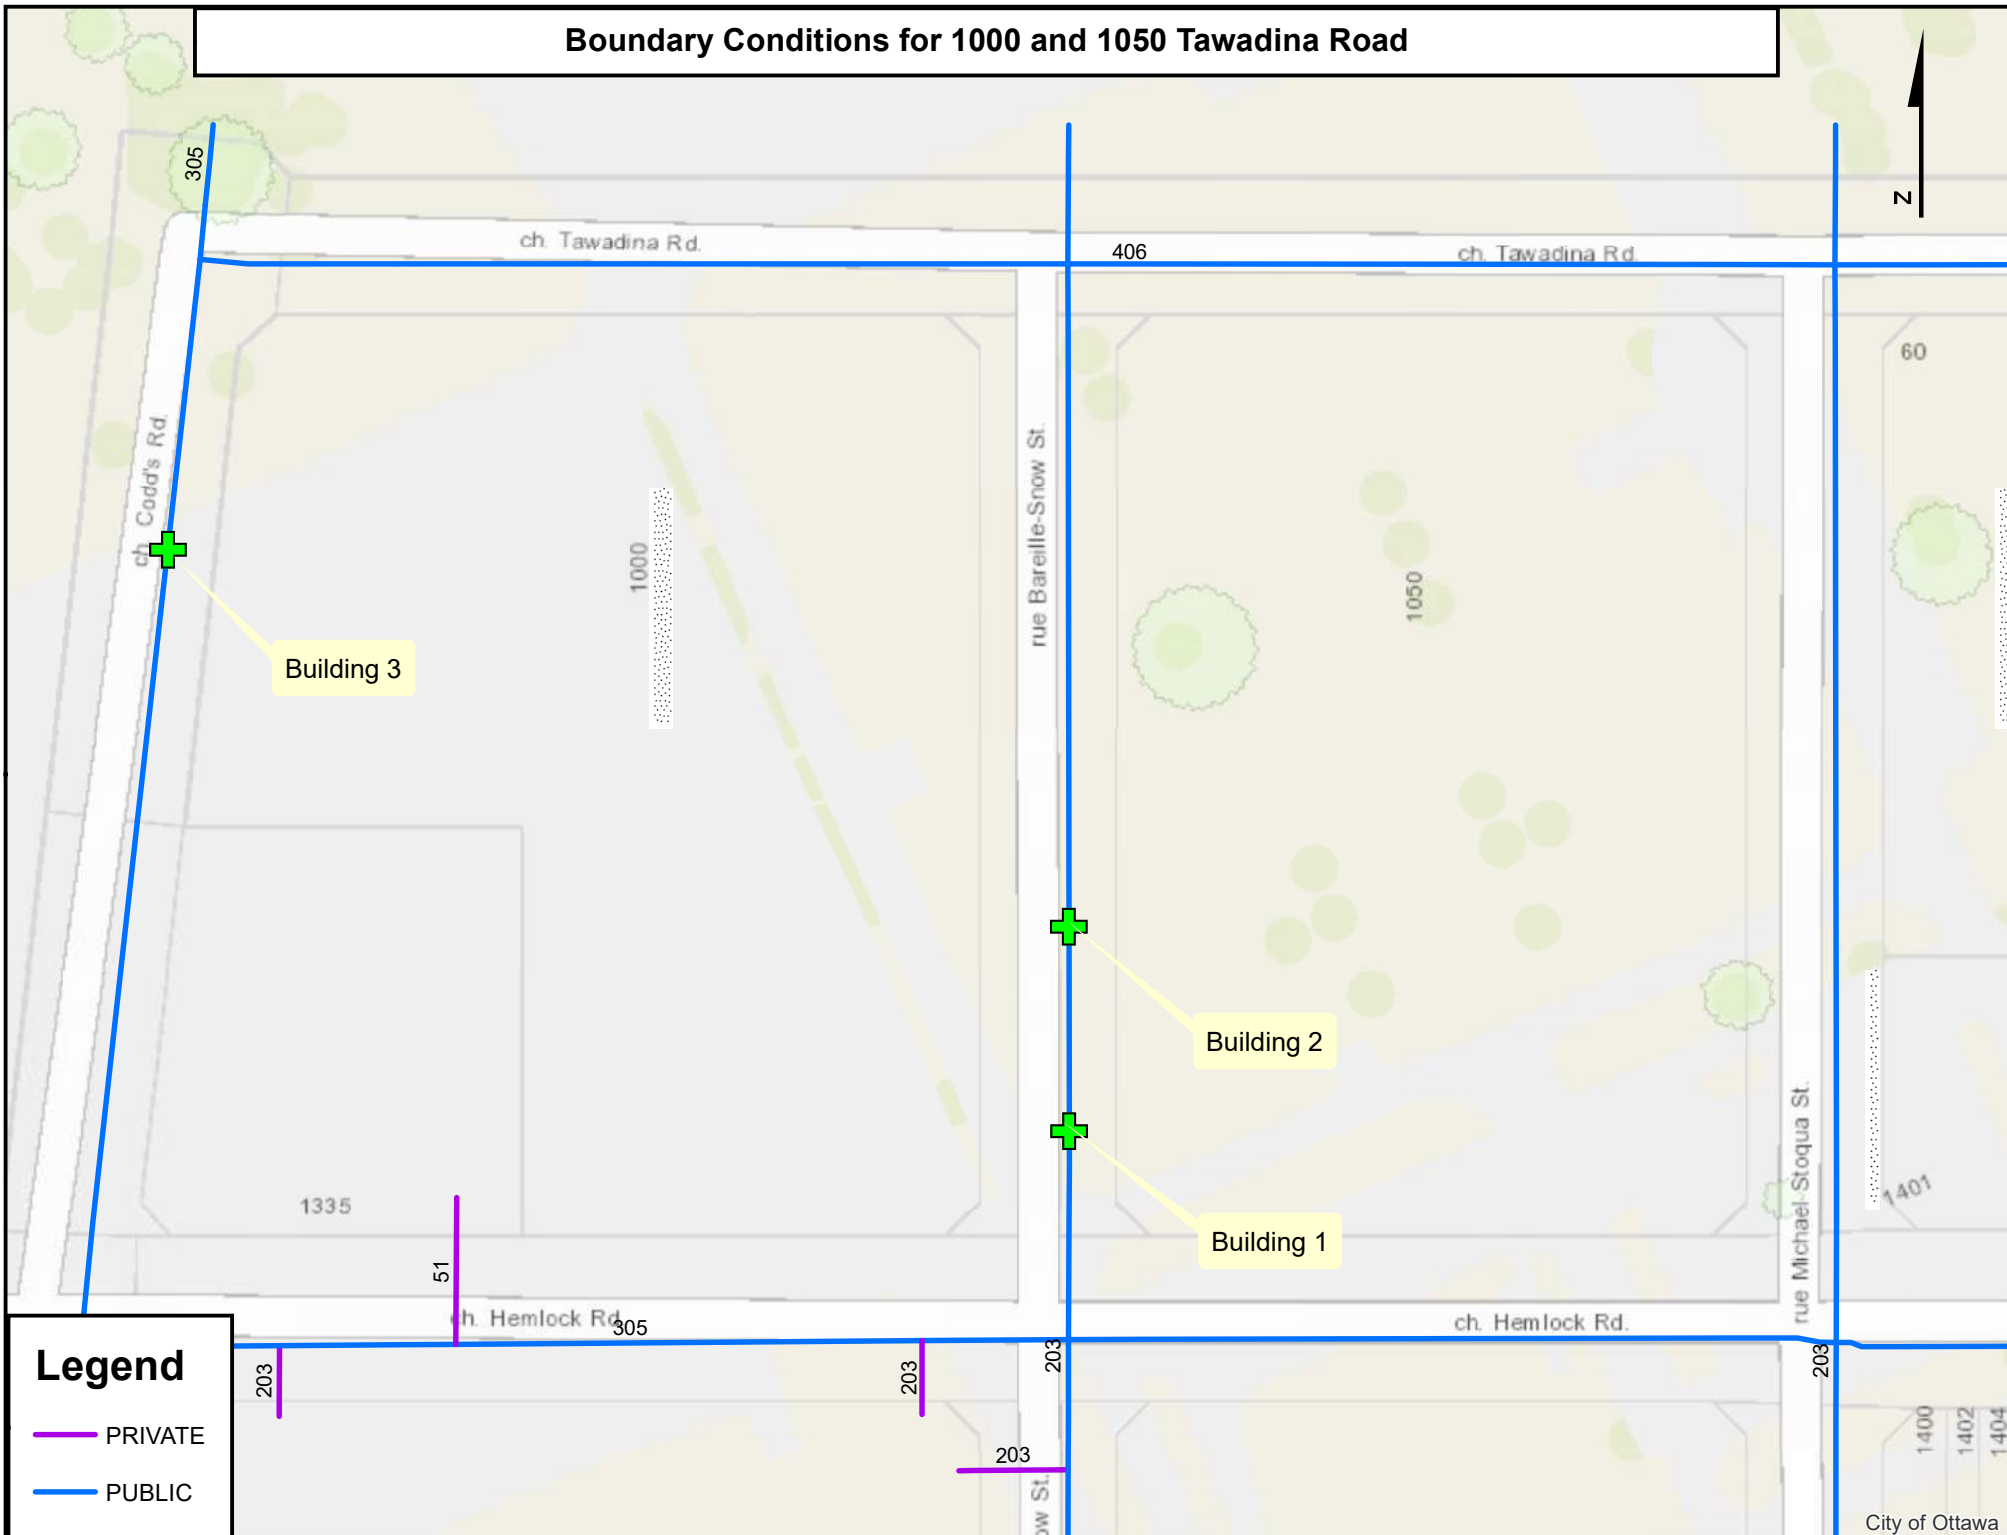 Boundary Conditions for 1000 and 1050 Tawadina Road
N
305
ch. Tawadina Rd.
406
ch. Tawadina Rd.
60
ch. Codd's Rd.
rue Bareille-Snow St.
1000
1050
Building 3
Building 2
Building 1
1335
rue Michael-Stoqua St.
1401
51
ch. Hemlock Rd.
305
ch. Hemlock Rd.
203
203
203
203
203
ow St.
1400
1402
1404
Legend
PRIVATE
PUBLIC
City of Ottawa